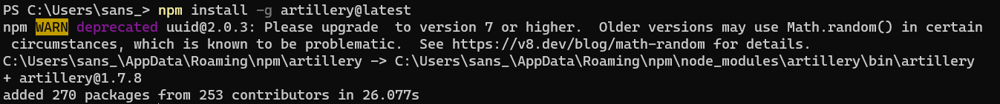 PS C:\Users\sans_> npm install -g artillery@latest
npm WARN deprecated uuid@2.0.3: Please upgrade  to version 7 or higher.  Older versions may use Math.random() in certain
 circumstances, which is known to be problematic.  See https://v8.dev/blog/math-random for details.
C:\Users\sans_\AppData\Roaming\npm\artillery -> C:\Users\sans_\AppData\Roaming\npm\node_modules\artillery\bin\artillery
+ artillery@1.7.8
added 270 packages from 253 contributors in 26.077s